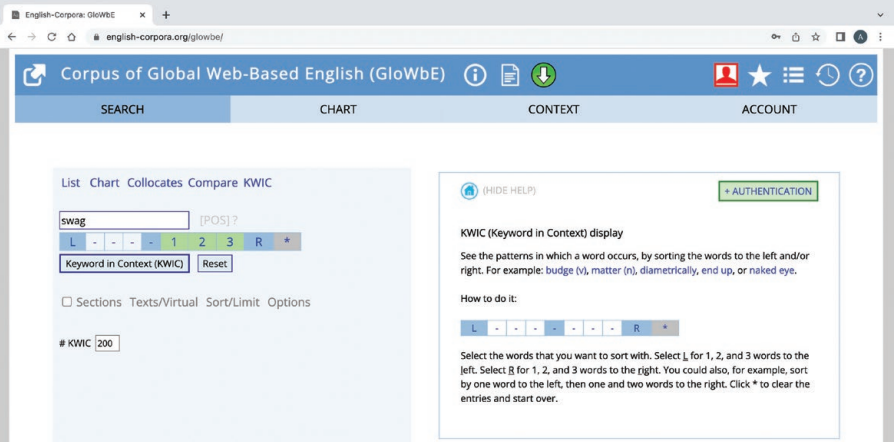 English-Corpora: GloWbE × +
english-corpora.org/glowbe/ A
Corpus of Global Web-Based English (GloWbE)
SEARCH CHART CONTEXT ACCOUNT
List Chart Collocates Compare KWIC
swag [POS] ?
L - - - - 1 2 3 R *
Keyword in Context (KWIC) Reset
Sections Texts/Virtual Sort/Limit Options
# KWIC 200
(HIDE HELP) + AUTHENTICATION
KWIC (Keyword in Context) display
See the patterns in which a word occurs, by sorting the words to the left and/or
right. For example: budge (v), matter (n), diametrically, end up, or naked eye.
How to do it:
L - - - - - - - R *
Select the words that you want to sort with. Select L for 1, 2, and 3 words to the
left. Select R for 1, 2, and 3 words to the right. You could also, for example, sort
by one word to the left, then one and two words to the right. Click * to clear the
entries and start over.